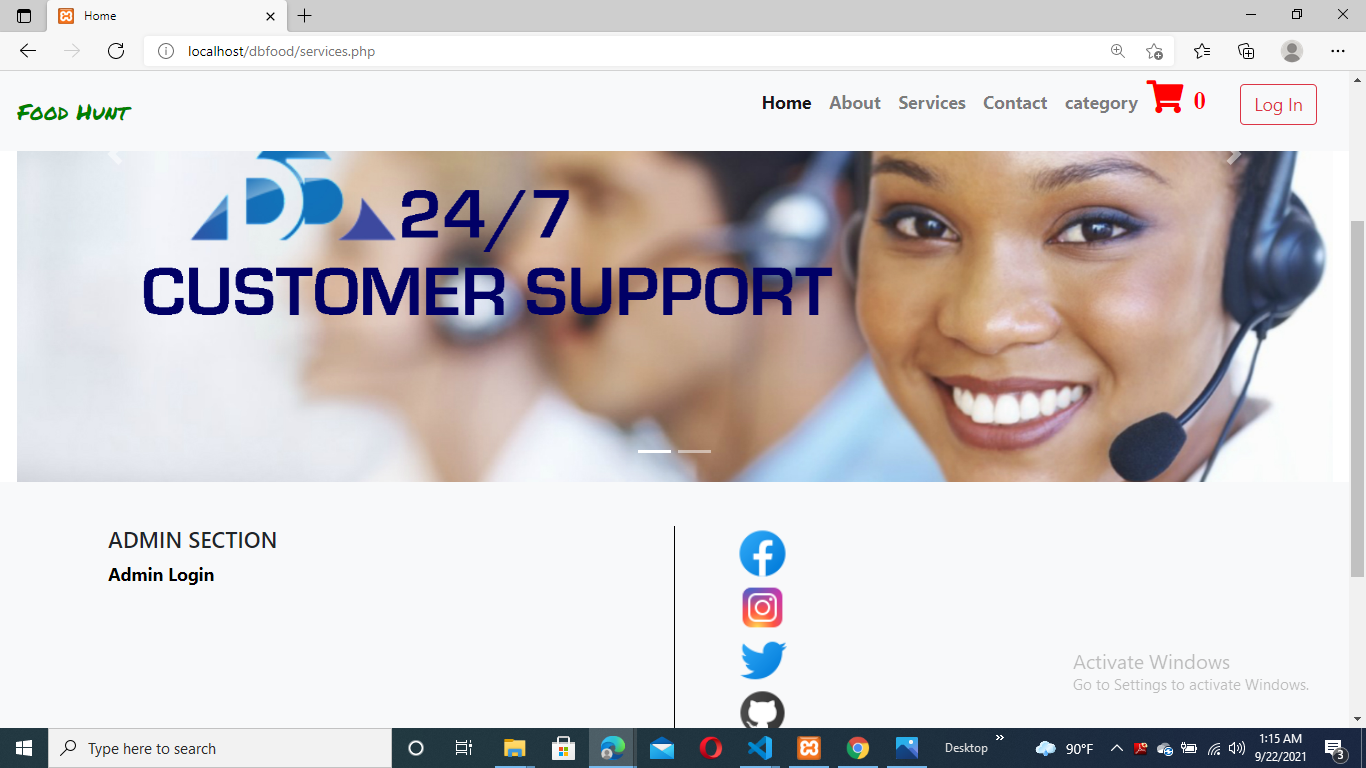 Home
localhost/dbfood/services.php
Food Hunt
Home About Services Contact category 0 Log In
24/7
CUSTOMER SUPPORT
ADMIN SECTION
Admin Login
Activate Windows
Go to Settings to activate Windows.
Type here to search
Desktop
90°F
1:15 AM
9/22/2021
3